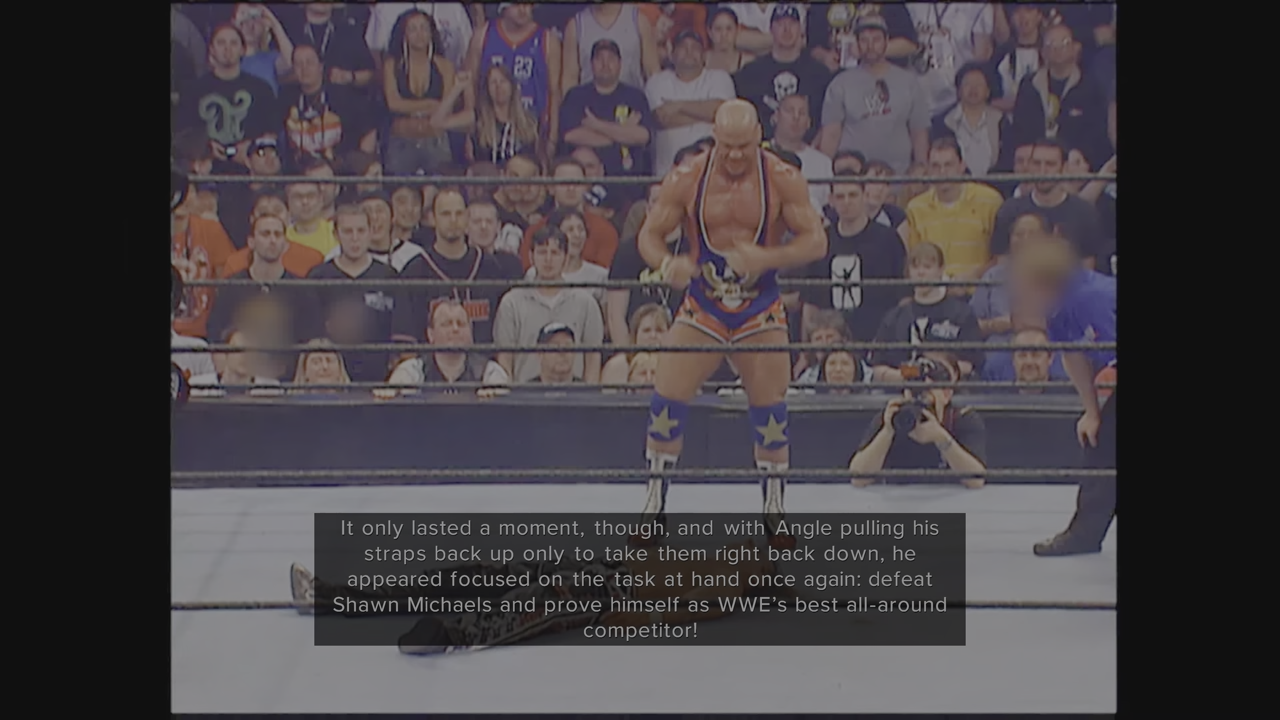 23
It only lasted a moment, though, and with Angle pulling his
straps back up only to take them right back down, he
appeared focused on the task at hand once again: defeat
Shawn Michaels and prove himself as WWE’s best all-around
competitor!